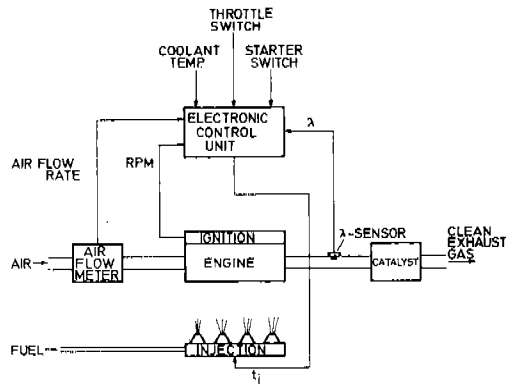 THROTTLE
SWITCH
COOLANT
TEMP.
STARTER
SWITCH
ELECTRONIC
CONTROL
UNIT
λ
AIR FLOW
RATE
RPM
λ-SENSOR
CLEAN
EXHAUST
GAS
IGNITION
ENGINE
AIR
AIR
FLOW
METER
CATALYST
FUEL
INJECTION
ti